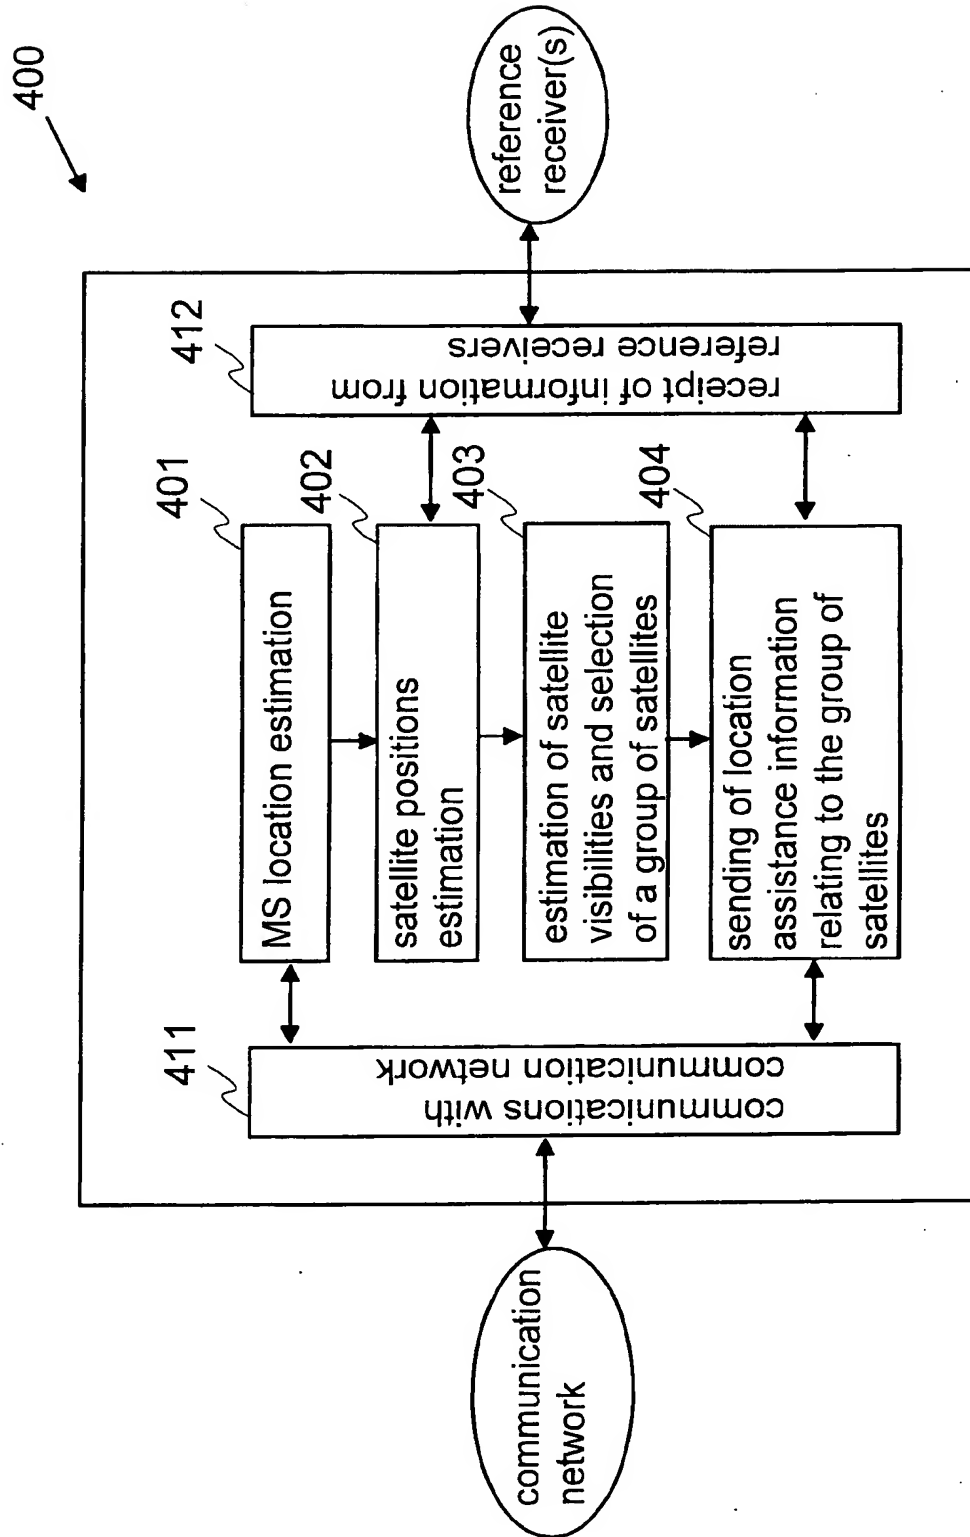 400
communication
network
411
communications with
communication network
401
MS location estimation
402
satellite positions
estimation
403
estimation of satellite
visibilities and selection
of a group of satellites
404
sending of location
assistance information
relating to the group of
satellites
412
receipt of information from
reference receivers
reference
receiver(s)